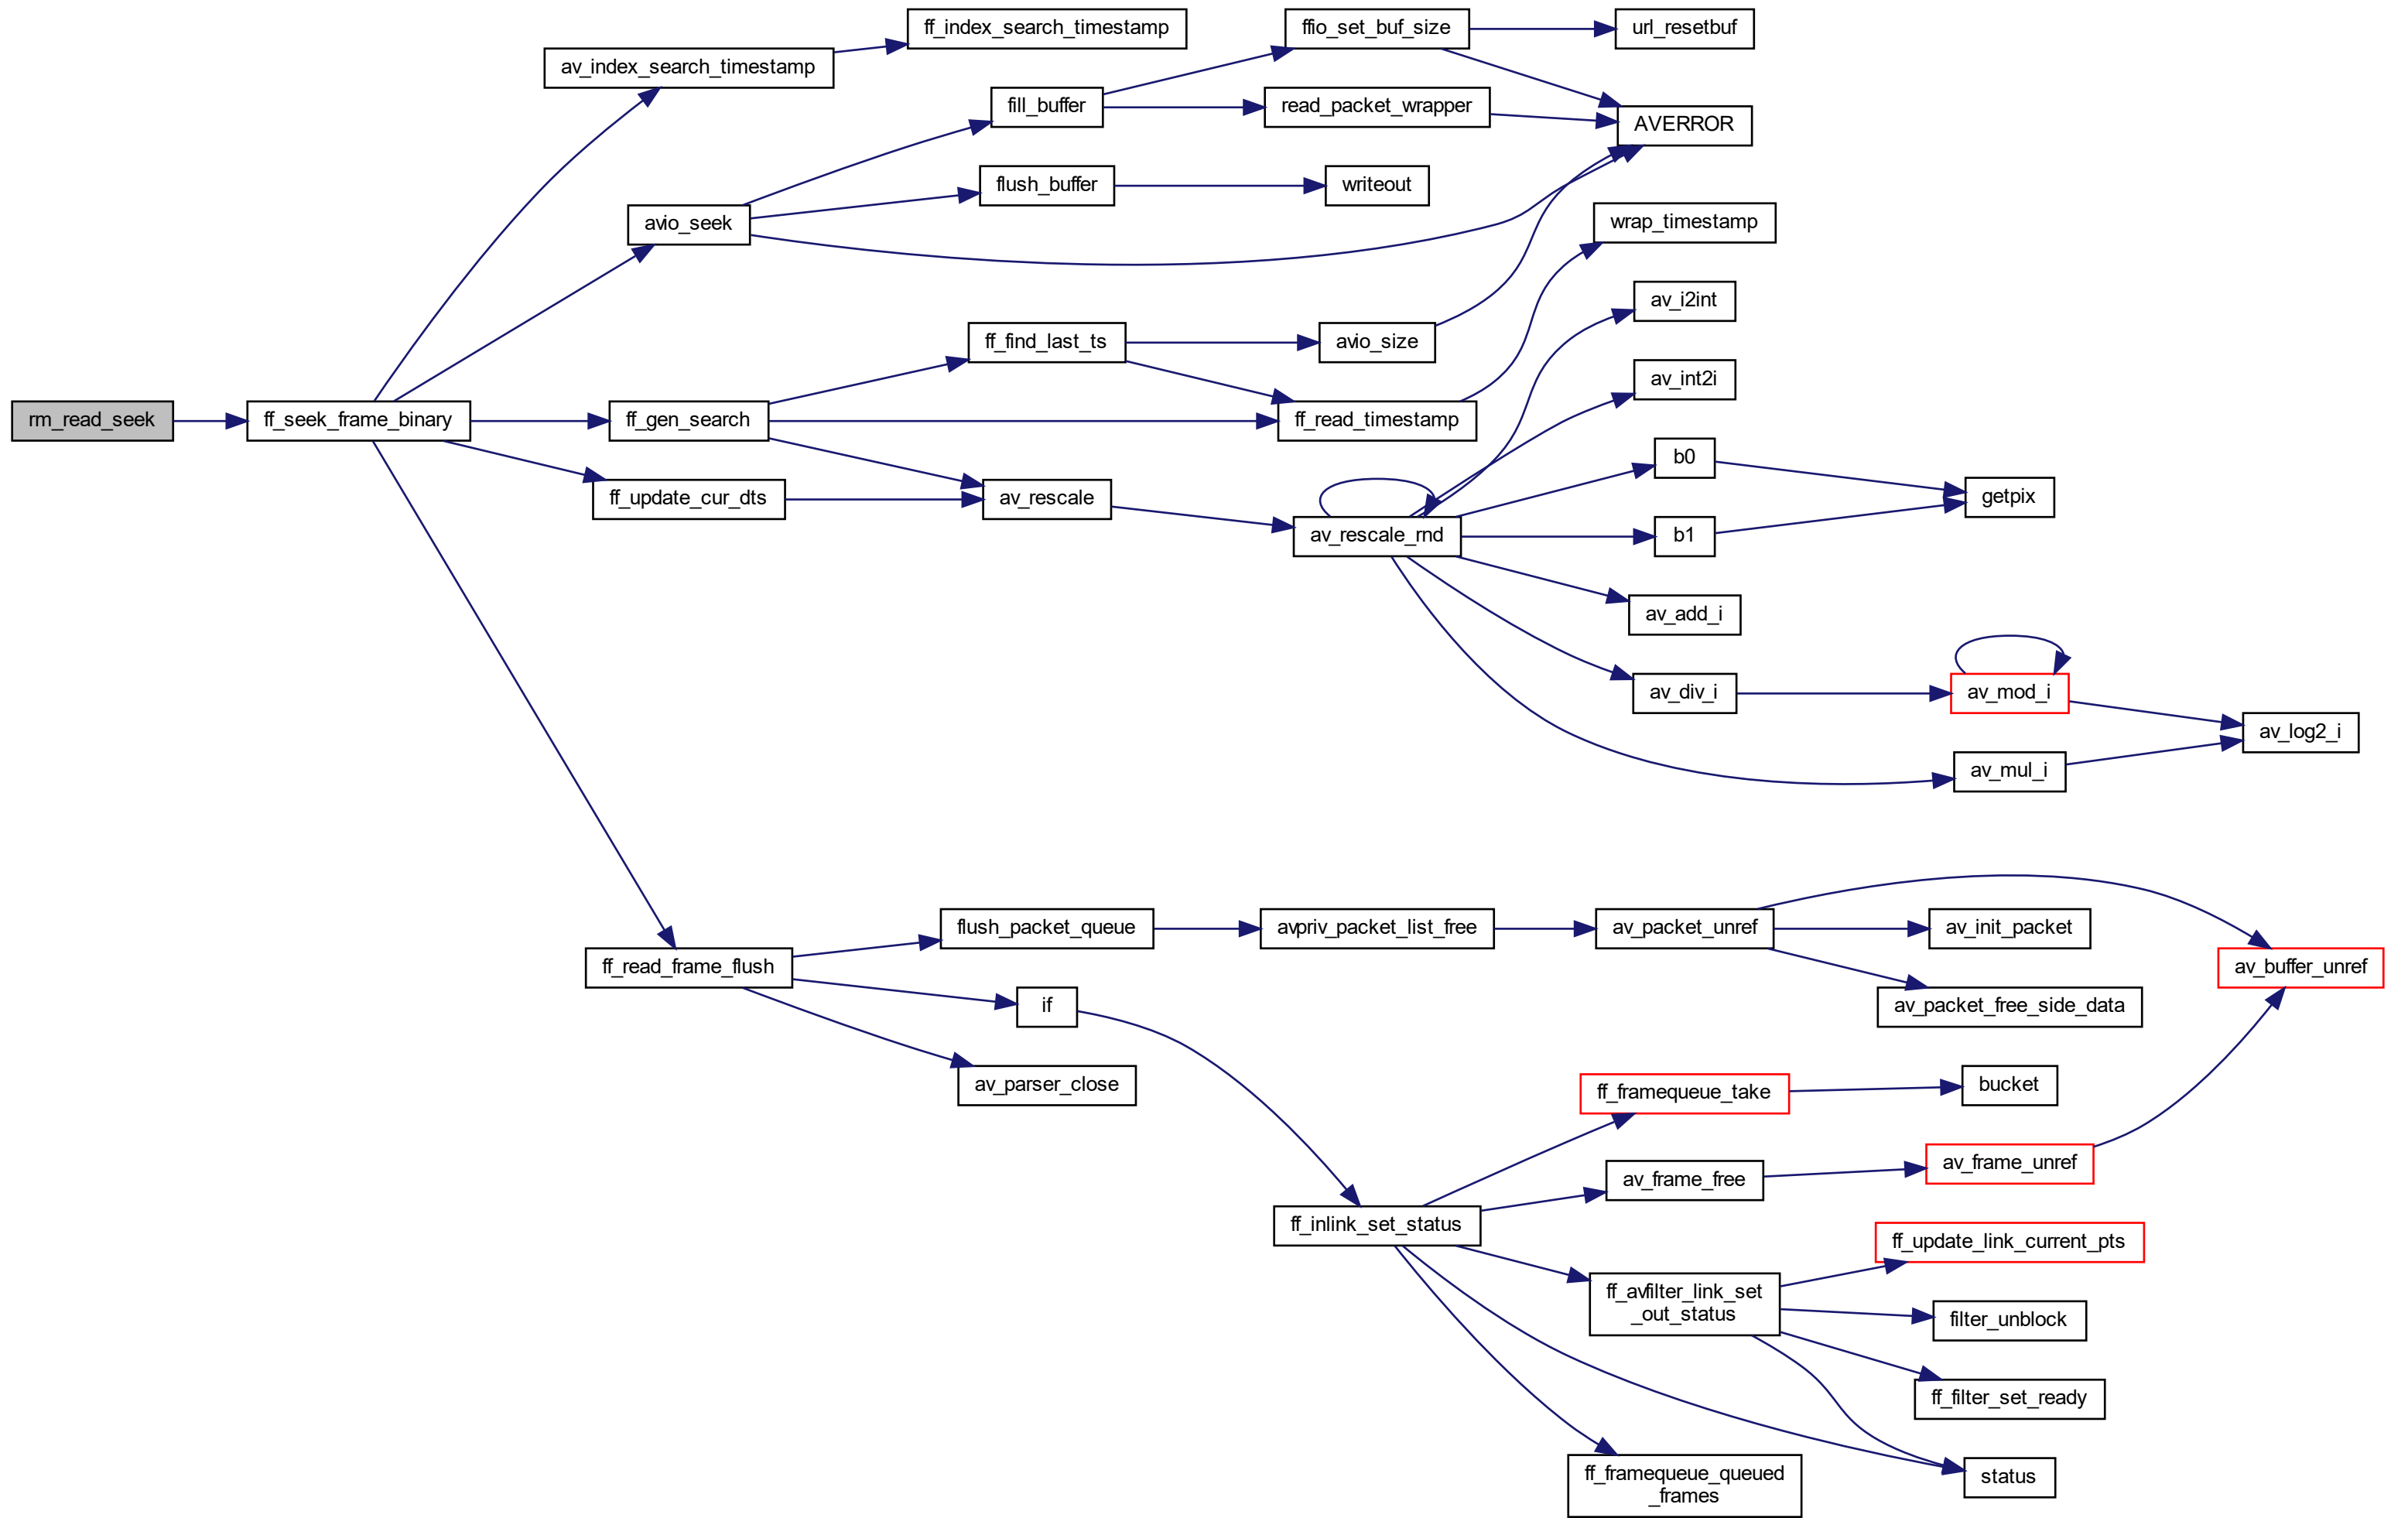 rm_read_seek
ff_seek_frame_binary
av_index_search_timestamp
ff_index_search_timestamp
avio_seek
fill_buffer
ffio_set_buf_size
url_resetbuf
read_packet_wrapper
AVERROR
flush_buffer
writeout
ff_gen_search
ff_find_last_ts
avio_size
ff_read_timestamp
wrap_timestamp
ff_update_cur_dts
av_rescale
av_rescale_rnd
av_i2int
av_int2i
b0
b1
getpix
av_add_i
av_div_i
av_mod_i
av_mul_i
av_log2_i
ff_read_frame_flush
flush_packet_queue
avpriv_packet_list_free
av_packet_unref
av_init_packet
av_packet_free_side_data
av_buffer_unref
if
av_parser_close
ff_inlink_set_status
ff_framequeue_take
bucket
av_frame_free
av_frame_unref
ff_avfilter_link_set
_out_status
ff_update_link_current_pts
filter_unblock
ff_filter_set_ready
status
ff_framequeue_queued
_frames